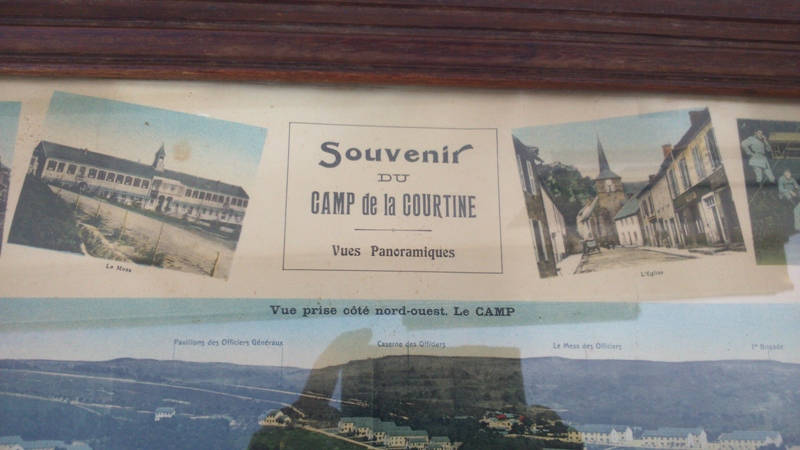 Souvenir
DU
CAMP de la COURTINE
Vues Panoramiques
Le Mess
L'Eglise
Vue prise côté nord-ouest. Le CAMP
Pavillons des Officiers Généraux
Caserne des Officiers
Le Mess des Officiers
1re Brigade